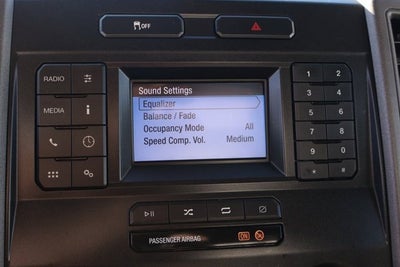 OFF
RADIO
MEDIA
i
Sound Settings
Equalizer
Balance / Fade
Occupancy Mode All
Speed Comp. Vol. Medium
1 2
3 4
5 6
7 8
9 0
* #
PASSENGER AIRBAG ON